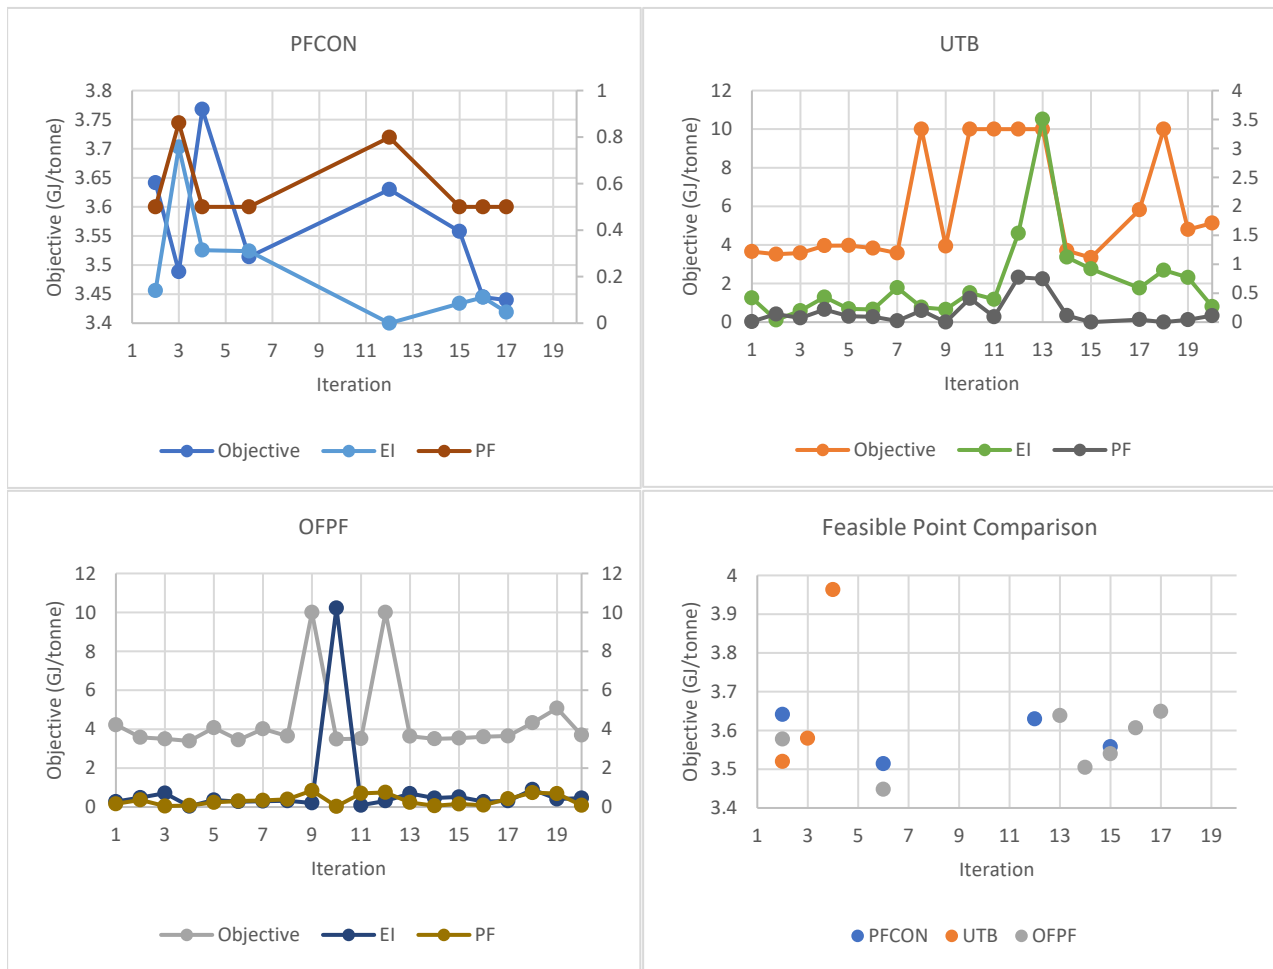 PFCON
Objective (GJ/tonne)
3.8
3.75
3.7
3.65
3.6
3.55
3.5
3.45
3.4
1
0.8
0.6
0.4
0.2
0
1 3 5 7 9 11 13 15 17 19
Iteration
Objective EI PF
UTB
Objective (GJ/tonne)
12
10
8
6
4
2
0
4
3.5
3
2.5
2
1.5
1
0.5
0
1 3 5 7 9 11 13 15 17 19
Iteration
Objective EI PF
OFPF
Objective (GJ/tonne)
12
10
8
6
4
2
0
12
10
8
6
4
2
0
1 3 5 7 9 11 13 15 17 19
Iteration
Objective EI PF
Feasible Point Comparison
Objective (GJ/tonne)
4
3.9
3.8
3.7
3.6
3.5
3.4
1 3 5 7 9 11 13 15 17 19
Iteration
PFCON UTB OFPF